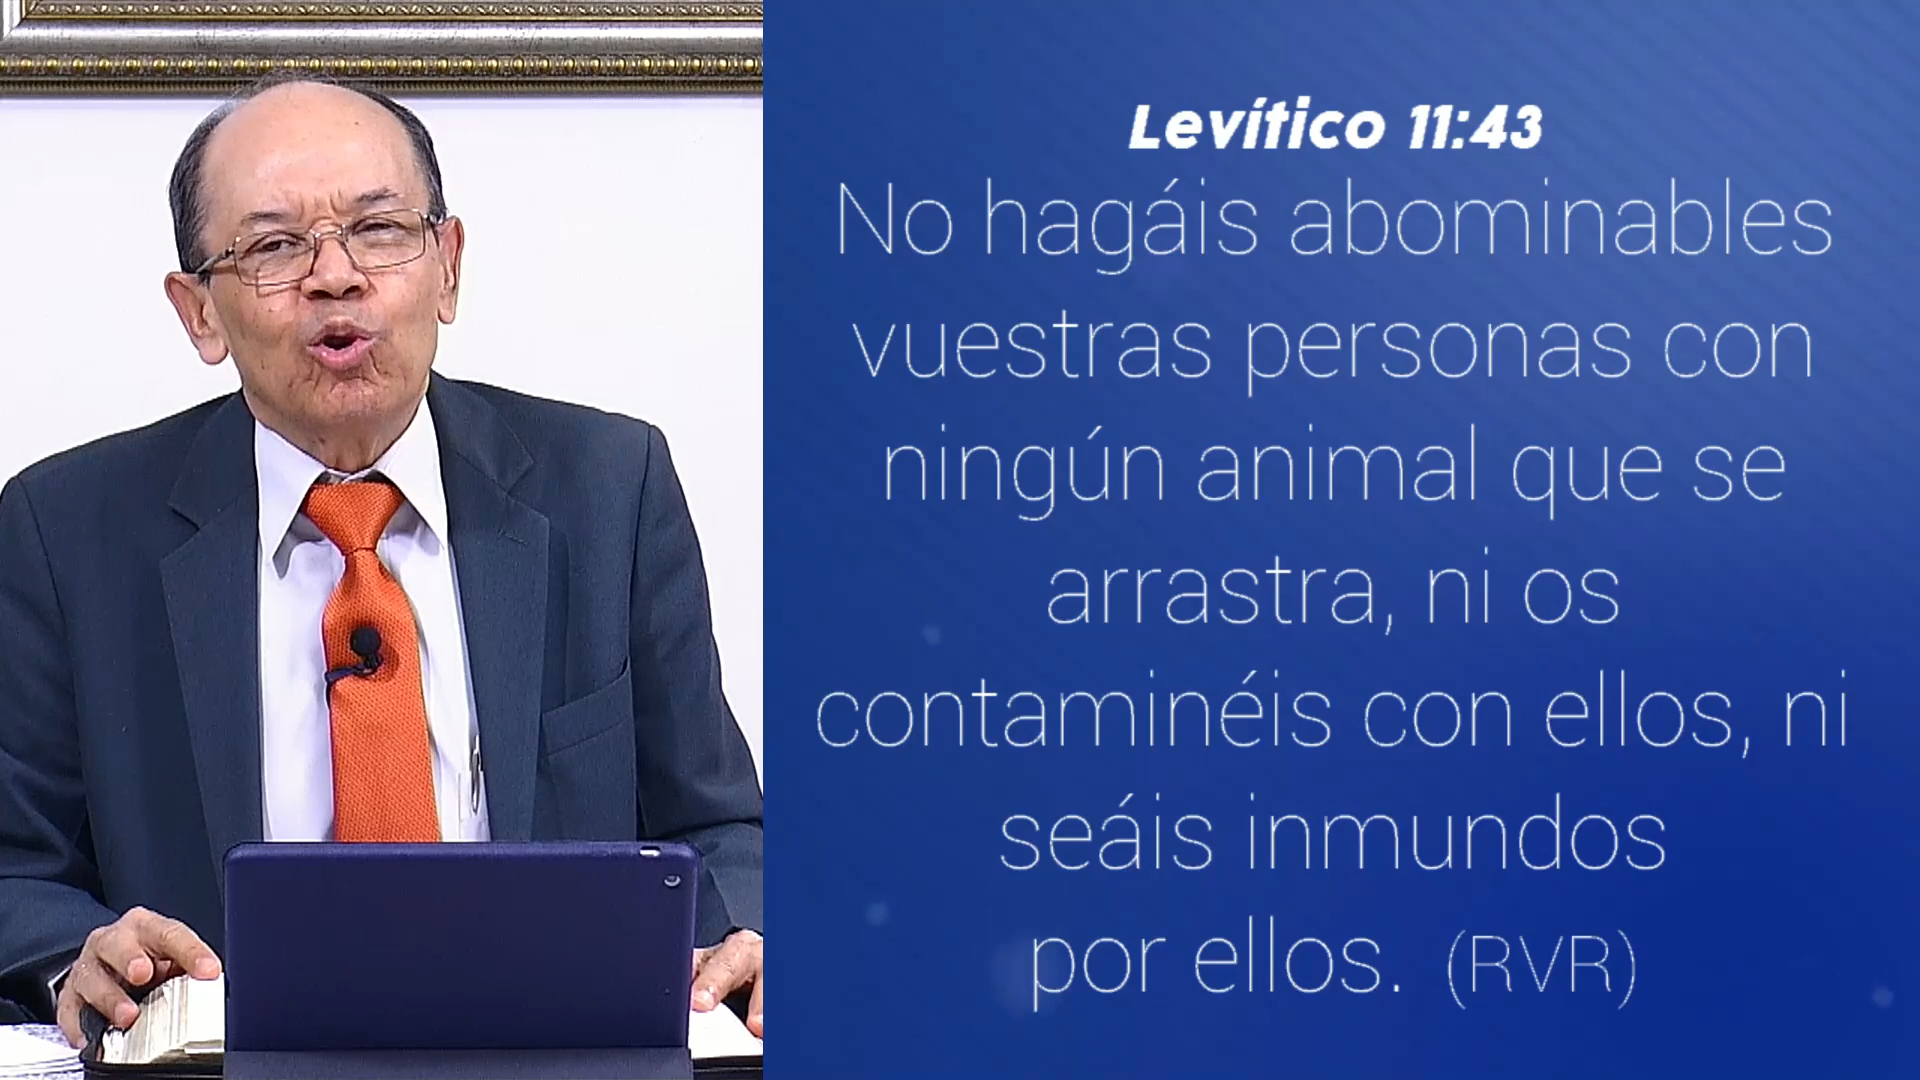 Levítico 11:43
No hagáis abominables
vuestras personas con
ningún animal que se
arrastra, ni os
contaminéis con ellos, ni
seáis inmundos
por ellos. (RVR)